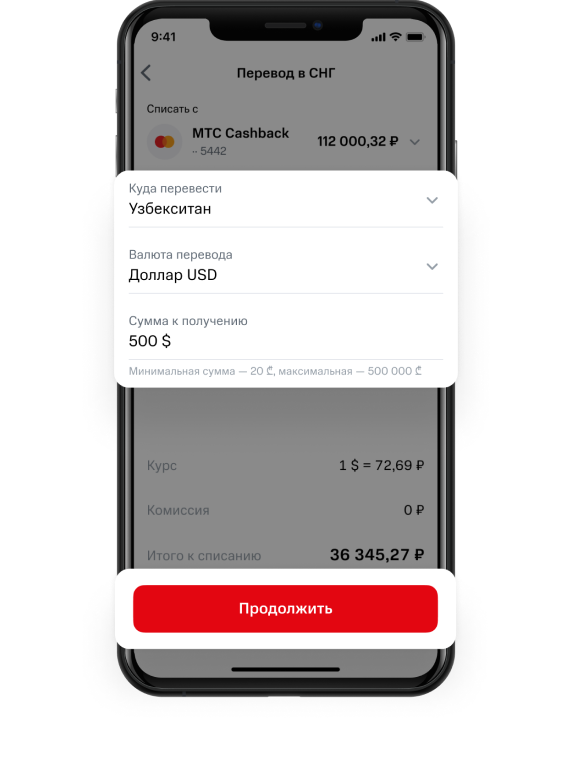 9:41
Перевод в СНГ
Списать с
МТС Cashback
112 000,32 ₽
·· 5442
Куда перевести
Узбекситан
Валюта перевода
Доллар USD
Сумма к получению
500 $
Минимальная сумма — 20 ₾, максимальная — 500 000 ₾
Курс
1 $ = 72,69 ₽
Комиссия
0 ₽
Итого к списанию
36 345,27 ₽
Продолжить